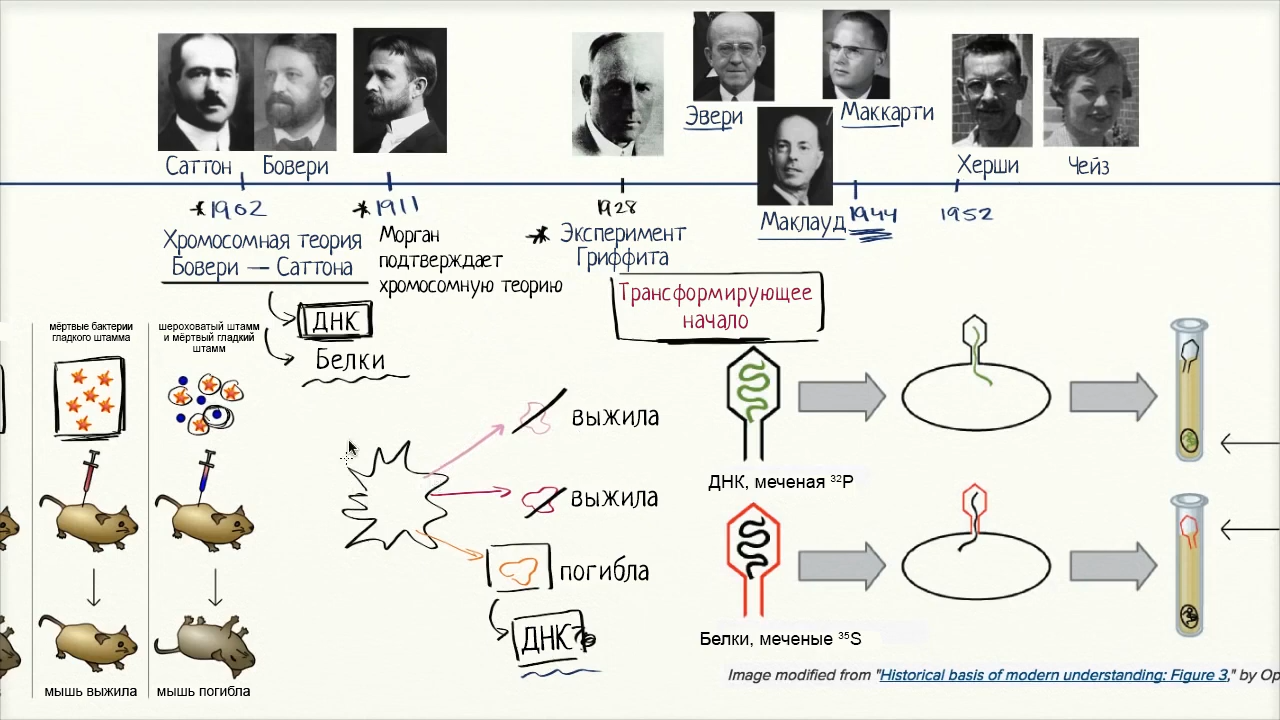 Саттон
Бовери
Эвери
Маклауд
Маккарти
Херши
Чейз
1902
1911
1928
1944
1952
Хромосомная теория
Бовери — Саттона
Морган
подтверждает
хромосомную теорию
Эксперимент
Гриффита
Трансформирующее
начало
ДНК
Белки
мёртвые бактерии
гладкого штамма
шероховатый штамм
и мёртвый гладкий
штамм
мышь выжила
мышь погибла
выжила
выжила
погибла
ДНК?
ДНК, меченая ³²P
Белки, меченые ³⁵S
Image modified from "Historical basis of modern understanding: Figure 3," by Op